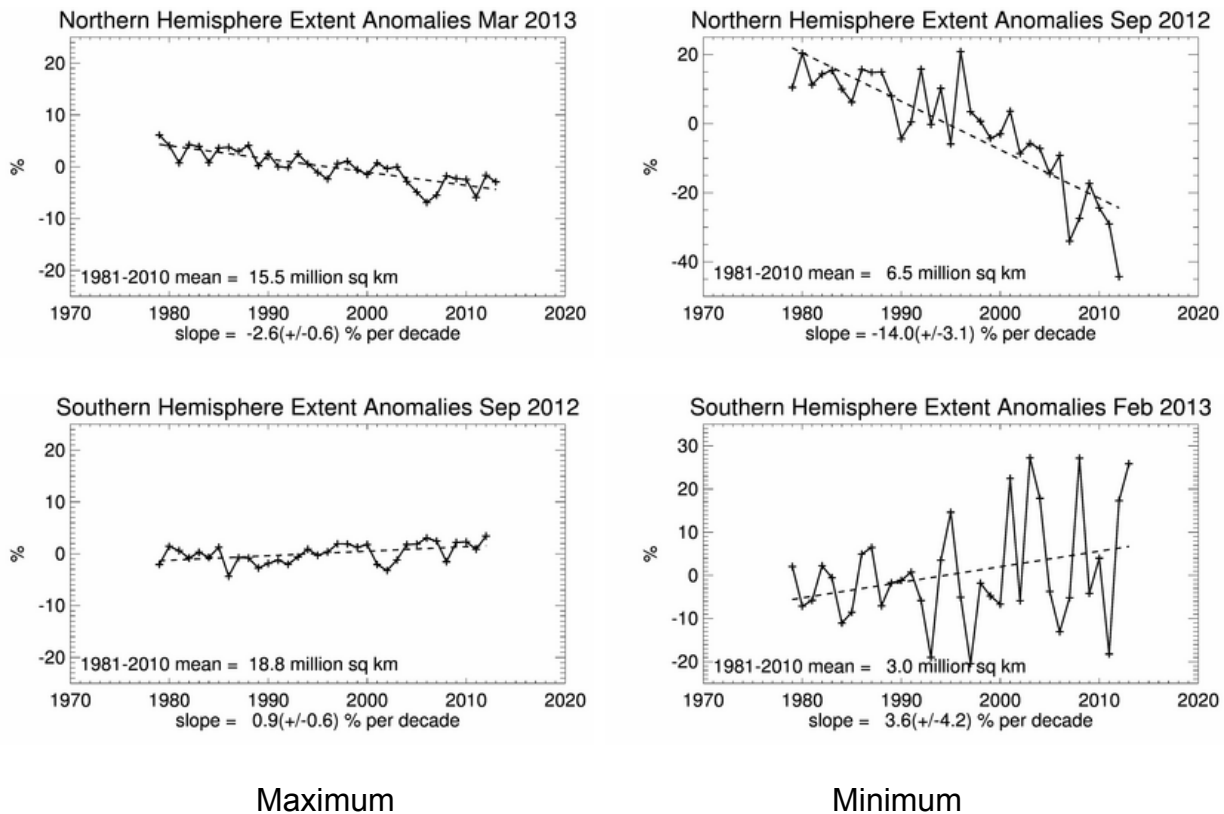 Northern Hemisphere Extent Anomalies Mar 2013
20
10
0
-10
-20
%
1981-2010 mean = 15.5 million sq km
1970 1980 1990 2000 2010 2020
slope = -2.6(+/-0.6) % per decade
Northern Hemisphere Extent Anomalies Sep 2012
20
0
-20
-40
%
1981-2010 mean = 6.5 million sq km
1970 1980 1990 2000 2010 2020
slope = -14.0(+/-3.1) % per decade
Southern Hemisphere Extent Anomalies Sep 2012
20
10
0
-10
-20
%
1981-2010 mean = 18.8 million sq km
1970 1980 1990 2000 2010 2020
slope = 0.9(+/-0.6) % per decade
Southern Hemisphere Extent Anomalies Feb 2013
30
20
10
0
-10
-20
%
1981-2010 mean = 3.0 million sq km
1970 1980 1990 2000 2010 2020
slope = 3.6(+/-4.2) % per decade
Maximum
Minimum